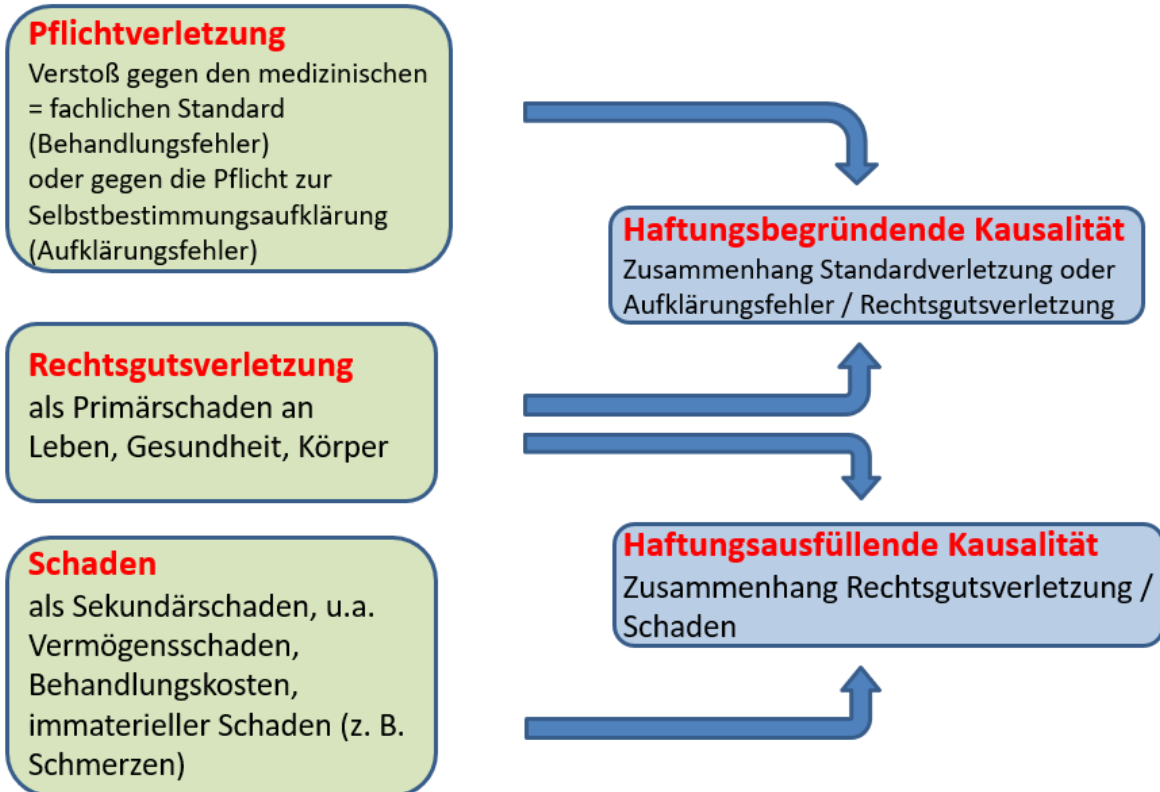 Pflichtverletzung
Verstoß gegen den medizinischen
= fachlichen Standard
(Behandlungsfehler)
oder gegen die Pflicht zur
Selbstbestimmungsaufklärung
(Aufklärungsfehler)
Haftungsbegründende Kausalität
Zusammenhang Standardverletzung oder
Aufklärungsfehler / Rechtsgutsverletzung
Rechtsgutsverletzung
als Primärschaden an
Leben, Gesundheit, Körper
Schaden
als Sekundärschaden, u.a.
Vermögensschaden,
Behandlungskosten,
immaterieller Schaden (z. B.
Schmerzen)
Haftungsausfüllende Kausalität
Zusammenhang Rechtsgutsverletzung /
Schaden